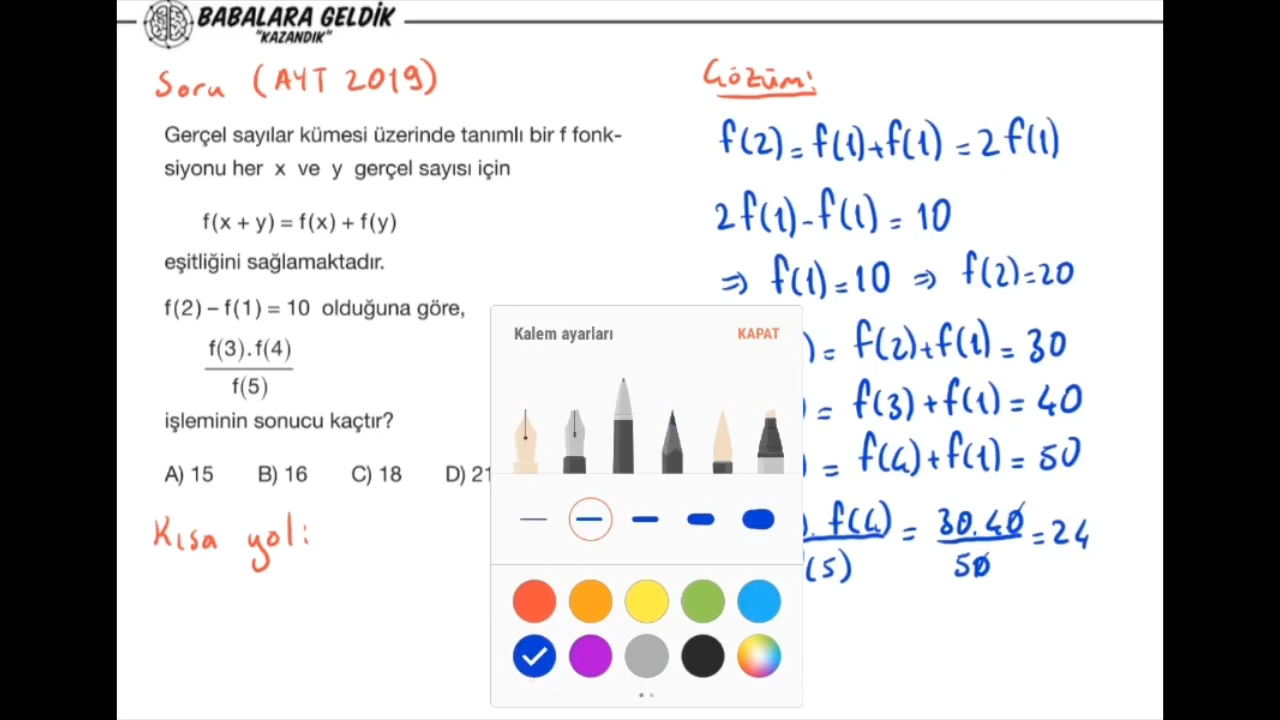 BABALARA GELDİK
"KAZANDIK"
Soru (AYT 2019)
Gerçel sayılar kümesi üzerinde tanımlı bir f fonk-
siyonu her x ve y gerçel sayısı için
f(x + y) = f(x) + f(y)
eşitliğini sağlamaktadır.
f(2) – f(1) = 10 olduğuna göre,
f(3).f(4)
f(5)
işleminin sonucu kaçtır?
A) 15 B) 16 C) 18 D) 21
Kısa yol:
Çözüm:
f(2) = f(1)+f(1) = 2f(1)
2f(1)-f(1) = 10
⇒ f(1)=10 ⇒ f(2)=20
) = f(2)+f(1) = 30
) = f(3)+f(1) = 40
) = f(4)+f(1) = 50
). f(4) = 30.40 = 24
(5) 50
Kalem ayarları KAPAT